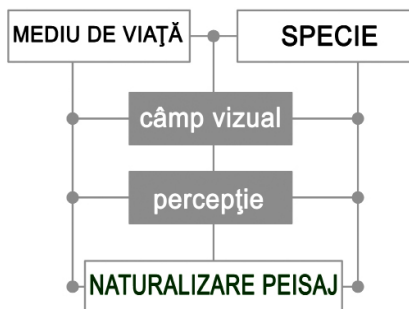 MEDIU DE VIAŢĂ
SPECIE
câmp vizual
percepţie
NATURALIZARE PEISAJ